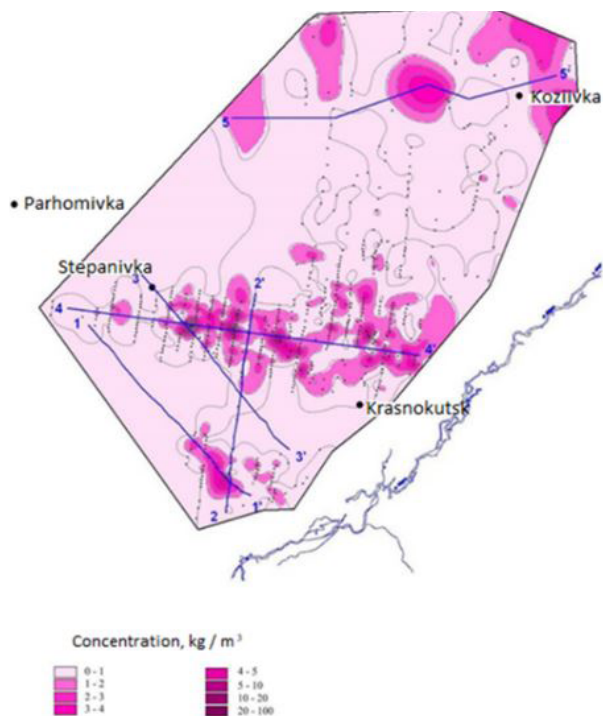 5'
Koziivka
5
Parhomivka
Stepanivka
3
2'
4
1'
4'
Krasnokutsk
3'
2
1'
Concentration, kg / m³
0 - 1
1 - 2
2 - 3
3 - 4
4 - 5
5 - 10
10 - 20
20 - 100